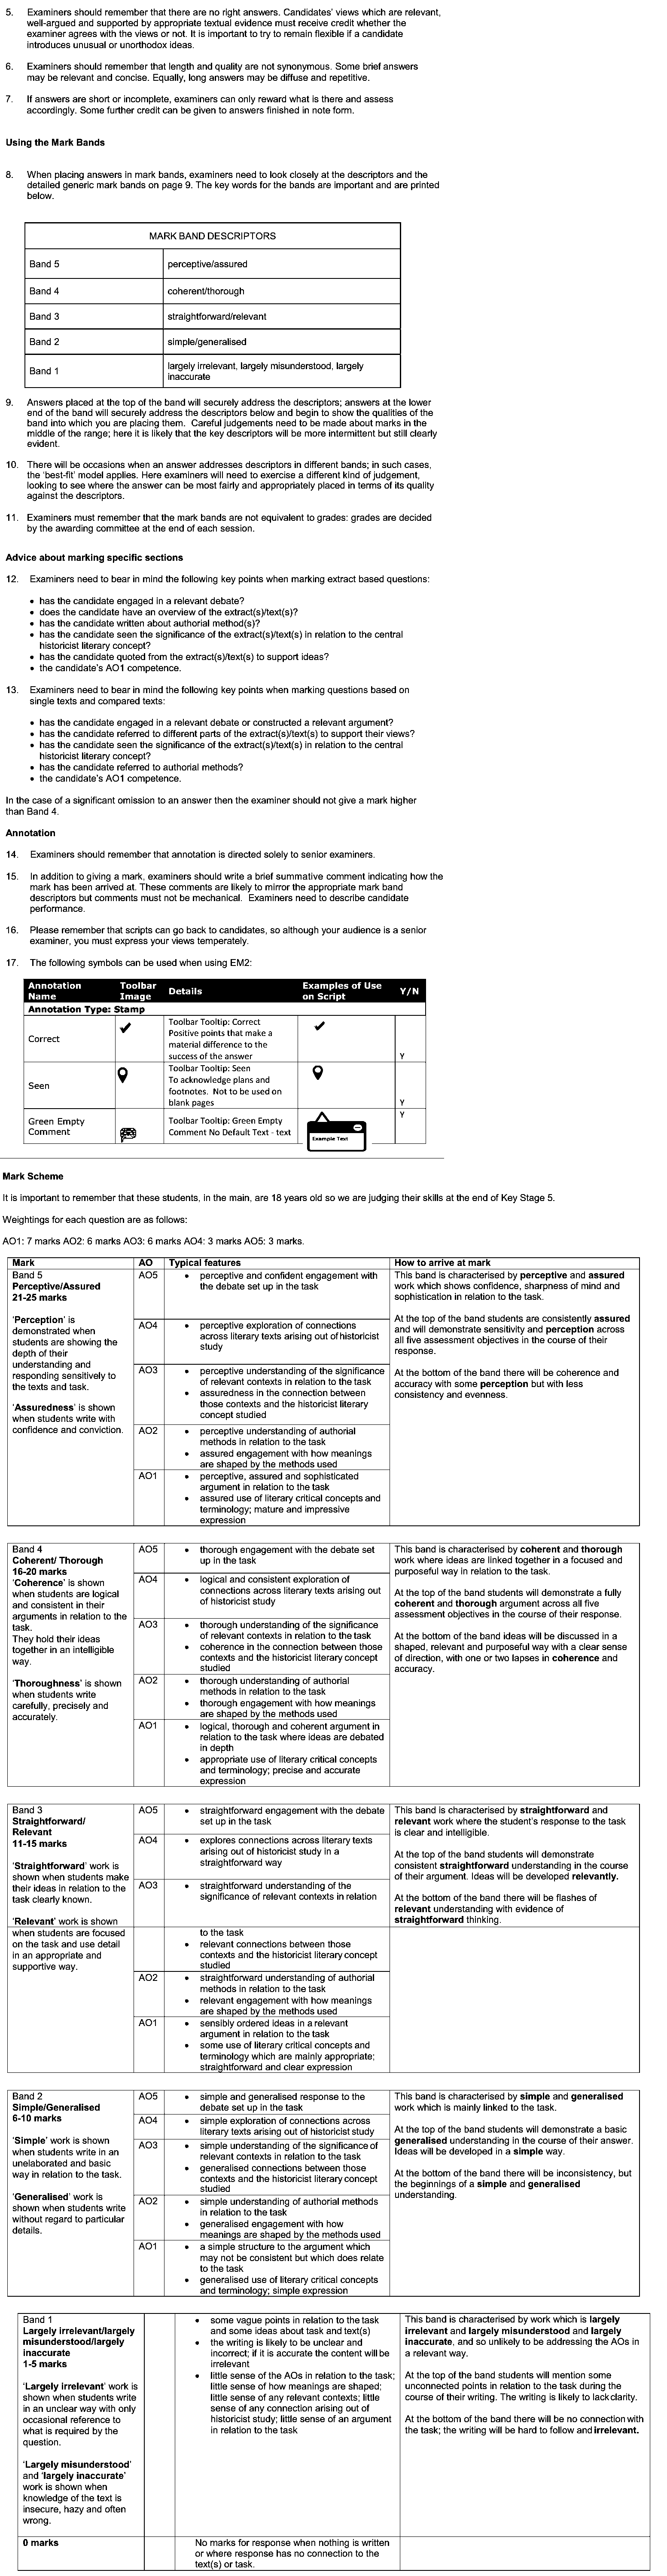 5. Examiners should remember that there are no right answers. Candidates' views which are relevant,
well-argued and supported by appropriate textual evidence must receive credit whether the
examiner agrees with the views or not. It is important to try to remain flexible if a candidate
introduces unusual or unorthodox ideas.
6. Examiners should remember that length and quality are not synonymous. Some brief answers
may be relevant and concise. Equally, long answers may be diffuse and repetitive.
7. If answers are short or incomplete, examiners can only reward what is there and assess
accordingly. Some further credit can be given to answers finished in note form.
Using the Mark Bands
8. When placing answers in mark bands, examiners need to look closely at the descriptors and the
detailed generic mark bands on page 9. The key words for the bands are important and are printed
below.
MARK BAND DESCRIPTORS
Band 5 perceptive/assured
Band 4 coherent/thorough
Band 3 straightforward/relevant
Band 2 simple/generalised
Band 1 largely irrelevant, largely misunderstood, largely
inaccurate
9. Answers placed at the top of the band will securely address the descriptors; answers at the lower
end of the band will securely address the descriptors below and begin to show the qualities of the
band into which you are placing them. Careful judgements need to be made about marks in the
middle of the range; here it is likely that the key descriptors will be more intermittent but still clearly
evident.
10. There will be occasions when an answer addresses descriptors in different bands; in such cases,
the 'best-fit' model applies. Here examiners will need to exercise a different kind of judgement,
looking to see where the answer can be most fairly and appropriately placed in terms of its quality
against the descriptors.
11. Examiners must remember that the mark bands are not equivalent to grades: grades are decided
by the awarding committee at the end of each session.
Advice about marking specific sections
12. Examiners need to bear in mind the following key points when marking extract based questions:
• has the candidate engaged in a relevant debate?
• does the candidate have an overview of the extract(s)/text(s)?
• has the candidate written about authorial method(s)?
• has the candidate seen the significance of the extract(s)/text(s) in relation to the central
historicist literary concept?
• has the candidate quoted from the extract(s)/text(s) to support ideas?
• the candidate's AO1 competence.
13. Examiners need to bear in mind the following key points when marking questions based on
single texts and compared texts:
• has the candidate engaged in a relevant debate or constructed a relevant argument?
• has the candidate referred to different parts of the extract(s)/text(s) to support their views?
• has the candidate seen the significance of the extract(s)/text(s) in relation to the central
historicist literary concept?
• has the candidate referred to authorial methods?
• the candidate's AO1 competence.
In the case of a significant omission to an answer then the examiner should not give a mark higher
than Band 4.
Annotation
14. Examiners should remember that annotation is directed solely to senior examiners.
15. In addition to giving a mark, examiners should write a brief summative comment indicating how the
mark has been arrived at. These comments are likely to mirror the appropriate mark band
descriptors but comments must not be mechanical. Examiners need to describe candidate
performance.
16. Please remember that scripts can go back to candidates, so although your audience is a senior
examiner, you must express your views temperately.
17. The following symbols can be used when using EM2:
Annotation Name Toolbar Image Details Examples of Use on Script Y/N
Annotation Type: Stamp
Correct
Toolbar Tooltip: Correct
Positive points that make a
material difference to the
success of the answer
Y
Seen
Toolbar Tooltip: Seen
To acknowledge plans and
footnotes. Not to be used on
blank pages
Y
Green Empty
Comment
Toolbar Tooltip: Green Empty
Comment No Default Text - text
Example Text
Y
Mark Scheme
It is important to remember that these students, in the main, are 18 years old so we are judging their skills at the end of Key Stage 5.
Weightings for each question are as follows:
AO1: 7 marks AO2: 6 marks AO3: 6 marks AO4: 3 marks AO5: 3 marks.
Mark AO Typical features How to arrive at mark
Band 5
Perceptive/Assured
21-25 marks
'Perception' is
demonstrated when
students are showing the
depth of their
understanding and
responding sensitively to
the texts and task.
'Assuredness' is shown
when students write with
confidence and conviction.
AO5
• perceptive and confident engagement with
the debate set up in the task
AO4
• perceptive exploration of connections
across literary texts arising out of historicist
study
AO3
• perceptive understanding of the significance
of relevant contexts in relation to the task
• assuredness in the connection between
those contexts and the historicist literary
concept studied
AO2
• perceptive understanding of authorial
methods in relation to the task
• assured engagement with how meanings
are shaped by the methods used
AO1
• perceptive, assured and sophisticated
argument in relation to the task
• assured use of literary critical concepts and
terminology; mature and impressive
expression
This band is characterised by perceptive and assured
work which shows confidence, sharpness of mind and
sophistication in relation to the task.
At the top of the band students are consistently assured
and will demonstrate sensitivity and perception across
all five assessment objectives in the course of their
response.
At the bottom of the band there will be coherence and
accuracy with some perception but with less
consistency and evenness.
Band 4
Coherent/ Thorough
16-20 marks
'Coherence' is shown
when students are logical
and consistent in their
arguments in relation to the
task.
They hold their ideas
together in an intelligible
way.
'Thoroughness' is shown
when students write
carefully, precisely and
accurately.
AO5
• thorough engagement with the debate set
up in the task
AO4
• logical and consistent exploration of
connections across literary texts arising out
of historicist study
AO3
• thorough understanding of the significance
of relevant contexts in relation to the task
• coherence in the connection between those
contexts and the historicist literary concept
studied
AO2
• thorough understanding of authorial
methods in relation to the task
• thorough engagement with how meanings
are shaped by the methods used
AO1
• logical, thorough and coherent argument in
relation to the task where ideas are debated
in depth
• appropriate use of literary critical concepts
and terminology; precise and accurate
expression
This band is characterised by coherent and thorough
work where ideas are linked together in a focused and
purposeful way in relation to the task.
At the top of the band students will demonstrate a fully
coherent and thorough argument across all five
assessment objectives in the course of their response.
At the bottom of the band ideas will be discussed in a
shaped, relevant and purposeful way with a clear sense
of direction, with one or two lapses in coherence and
accuracy.
Band 3
Straightforward/
Relevant
11-15 marks
'Straightforward' work is
shown when students make
their ideas in relation to the
task clearly known.
'Relevant' work is shown
when students are focused
on the task and use detail
in an appropriate and
supportive way.
AO5
• straightforward engagement with the debate
set up in the task
AO4
• explores connections across literary texts
arising out of historicist study in a
straightforward way
AO3
• straightforward understanding of the
significance of relevant contexts in relation
to the task
• relevant connections between those
contexts and the historicist literary concept
studied
AO2
• straightforward understanding of authorial
methods in relation to the task
• relevant engagement with how meanings
are shaped by the methods used
AO1
• sensibly ordered ideas in a relevant
argument in relation to the task
• some use of literary critical concepts and
terminology which are mainly appropriate;
straightforward and clear expression
This band is characterised by straightforward and
relevant work where the student's response to the task
is clear and intelligible.
At the top of the band students will demonstrate
consistent straightforward understanding in the course
of their argument. Ideas will be developed relevantly.
At the bottom of the band there will be flashes of
relevant understanding with evidence of
straightforward thinking.
Band 2
Simple/Generalised
6-10 marks
'Simple' work is shown
when students write in an
unelaborated and basic
way in relation to the task.
'Generalised' work is
shown when students write
without regard to particular
details.
AO5
• simple and generalised response to the
debate set up in the task
AO4
• simple exploration of connections across
literary texts arising out of historicist study
AO3
• simple understanding of the significance of
relevant contexts in relation to the task
• generalised connections between those
contexts and the historicist literary concept
studied
AO2
• simple understanding of authorial methods
in relation to the task
• generalised engagement with how
meanings are shaped by the methods used
AO1
• a simple structure to the argument which
may not be consistent but which does relate
to the task
• generalised use of literary critical concepts
and terminology; simple expression
This band is characterised by simple and generalised
work which is mainly linked to the task.
At the top of the band students will demonstrate a basic
generalised understanding in the course of their answer.
Ideas will be developed in a simple way.
At the bottom of the band there will be inconsistency, but
the beginnings of a simple and generalised
understanding.
Band 1
Largely irrelevant/largely
misunderstood/largely
inaccurate
1-5 marks
'Largely irrelevant' work is
shown when students write
in an unclear way with only
occasional reference to
what is required by the
question.
'Largely misunderstood'
and 'largely inaccurate'
work is shown when
knowledge of the text is
insecure, hazy and often
wrong.
• some vague points in relation to the task
and some ideas about task and text(s)
• the writing is likely to be unclear and
incorrect; if it is accurate the content will be
irrelevant
• little sense of the AOs in relation to the task;
little sense of how meanings are shaped; little
sense of any relevant contexts; little
sense of any connection arising out of
historicist study; little sense of an argument
in relation to the task
This band is characterised by work which is largely
irrelevant and largely misunderstood and largely
inaccurate, and so unlikely to be addressing the AOs in
a relevant way.
At the top of the band students will mention some
unconnected points in relation to the task during the
course of their writing. The writing is likely to lack clarity.
At the bottom of the band there will be no connection with
the task; the writing will be hard to follow and irrelevant.
0 marks
No marks for response when nothing is written
or where response has no connection to the
text(s) or task.